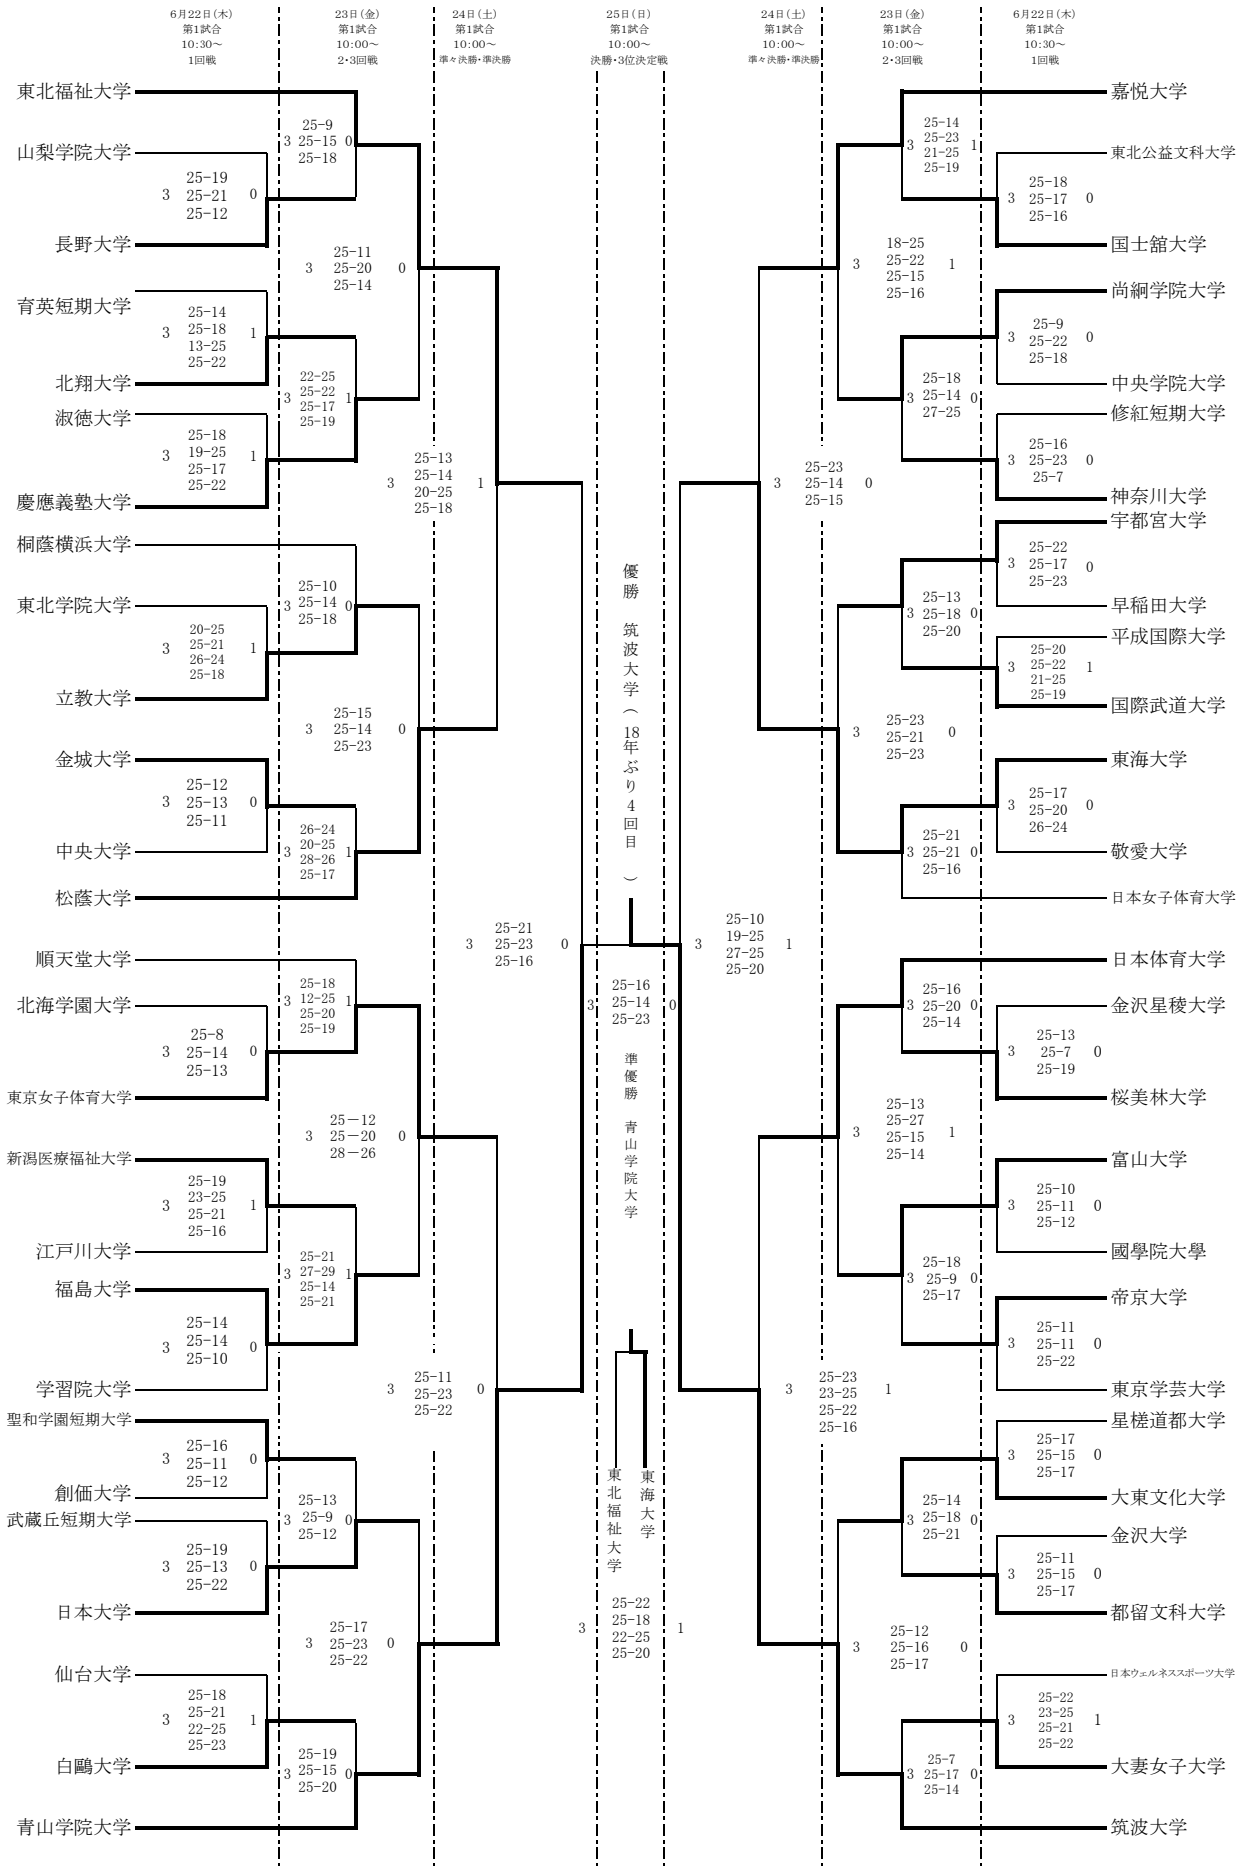 6月22日(木)
第1試合
10:30～
1回戦
23日(金)
第1試合
10:00～
2・3回戦
24日(土)
第1試合
10:00～
準々決勝・準決勝
25日(日)
第1試合
10:00～
決勝・3位決定戦
24日(土)
第1試合
10:00～
準々決勝・準決勝
23日(金)
第1試合
10:00～
2・3回戦
6月22日(木)
第1試合
10:30～
1回戦
東北福祉大学
山梨学院大学
長野大学
育英短期大学
北翔大学
淑徳大学
慶應義塾大学
桐蔭横浜大学
東北学院大学
立教大学
金城大学
中央大学
松蔭大学
順天堂大学
北海学園大学
東京女子体育大学
新潟医療福祉大学
江戸川大学
福島大学
学習院大学
聖和学園短期大学
創価大学
武蔵丘短期大学
日本大学
仙台大学
白鷗大学
青山学院大学
3 25-19 0
25-21
25-12
25-14
3 25-18 1
13-25
25-22
25-18
3 19-25 1
25-17
25-22
20-25
3 25-21 1
26-24
25-18
25-12
3 25-13 0
25-11
25-8
3 25-14 0
25-13
25-19
3 23-25 1
25-21
25-16
25-14
3 25-14 0
25-10
25-16
3 25-11 0
25-12
25-19
3 25-13 0
25-22
25-18
3 25-21 1
22-25
25-23
25-9
3 25-15 0
25-18
22-25
3 25-22 1
25-17
25-19
25-10
3 25-14 0
25-18
26-24
3 20-25 1
28-26
25-17
25-18
3 12-25 1
25-20
25-19
25-21
3 27-29 1
25-14
25-21
25-13
3 25-9 0
25-12
25-19
3 25-15 0
25-20
25-11
3 25-20 0
25-14
25-15
3 25-14 0
25-23
25－12
3 25－20 0
28－26
25-17
3 25-23 0
25-22
25-13
3 25-14 1
20-25
25-18
25-11
3 25-23 0
25-22
25-21
3 25-23 0
25-16
優勝 筑波大学(18年ぶり4回目 )
25-16
3 25-14 0
25-23
準優勝 青山学院大学
東北福祉大学
東海大学
25-22
3 25-18 1
22-25
25-20
25-10
3 19-25 1
27-25
25-20
25-23
3 25-14 0
25-15
25-23
3 23-25 1
25-22
25-16
18-25
3 25-22 1
25-15
25-16
25-23
3 25-21 0
25-23
25-13
3 25-27 1
25-15
25-14
25-12
3 25-16 0
25-17
25-14
25-23
3 21-25 1
25-19
25-18
3 25-14 0
27-25
25-13
3 25-18 0
25-20
25-21
3 25-21 0
25-16
25-16
3 25-20 0
25-14
25-18
3 25-9 0
25-17
25-14
3 25-18 0
25-21
25-7
3 25-17 0
25-14
25-18
3 25-17 0
25-16
25-9
3 25-22 0
25-18
25-16
3 25-23 0
25-7
25-22
3 25-17 0
25-23
25-20
3 25-22 1
21-25
25-19
25-17
3 25-20 0
26-24
25-13
3 25-7 0
25-19
25-10
3 25-11 0
25-12
25-11
3 25-11 0
25-22
25-17
3 25-15 0
25-17
25-11
3 25-15 0
25-17
25-22
3 23-25 1
25-21
25-22
嘉悦大学
東北公益文科大学
国士舘大学
尚絅学院大学
中央学院大学
修紅短期大学
神奈川大学
宇都宮大学
早稲田大学
平成国際大学
国際武道大学
東海大学
敬愛大学
日本女子体育大学
日本体育大学
金沢星稜大学
桜美林大学
富山大学
國學院大學
帝京大学
東京学芸大学
星槎道都大学
大東文化大学
金沢大学
都留文科大学
日本ウェルネススポーツ大学
大妻女子大学
筑波大学